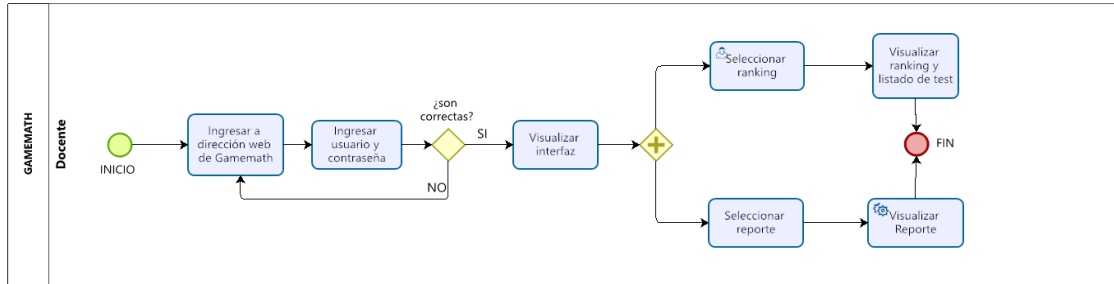 GAMEMATH
Docente
INICIO
Ingresar a
dirección web
de Gamemath
Ingresar
usuario y
contraseña
¿son
correctas?
SI
NO
Visualizar
interfaz
Seleccionar
ranking
Visualizar
ranking y
listado de test
Seleccionar
reporte
Visualizar
Reporte
FIN